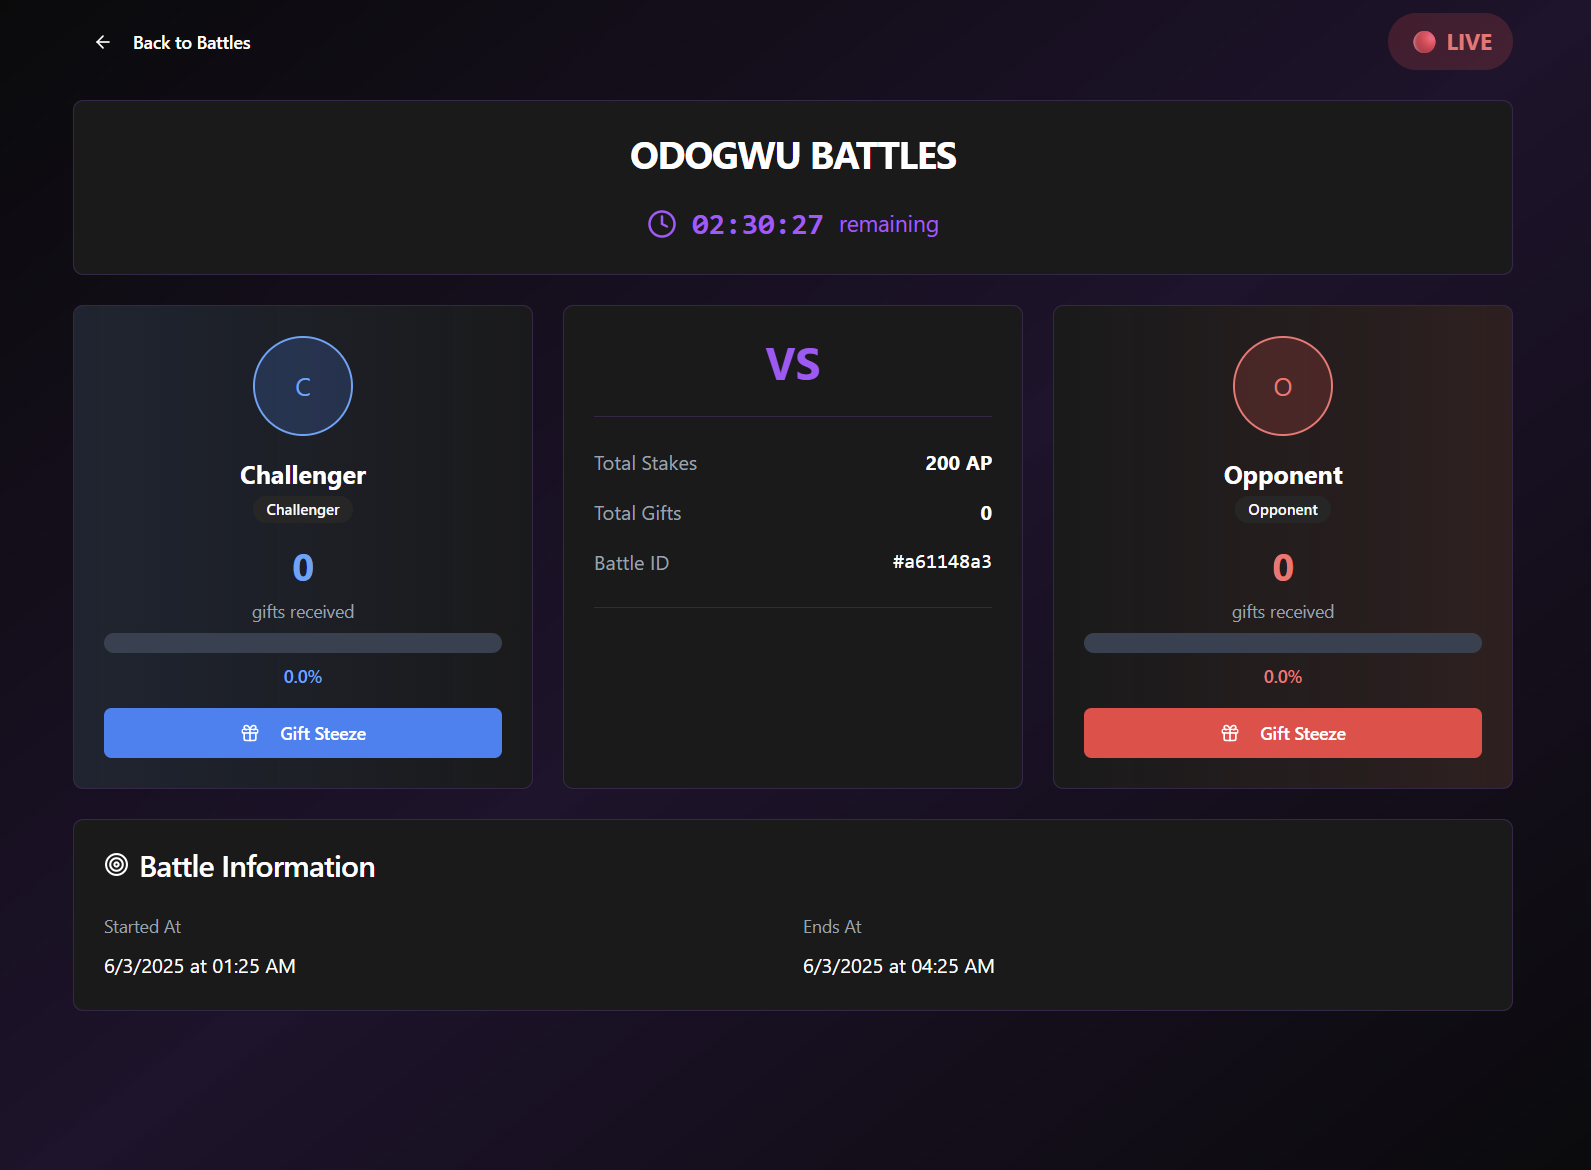 Back to Battles
LIVE
ODOGWU BATTLES
02:30:27 remaining
C
Challenger
Challenger
0
gifts received
0.0%
Gift Steeze
VS
Total Stakes 200 AP
Total Gifts 0
Battle ID #a61148a3
O
Opponent
Opponent
0
gifts received
0.0%
Gift Steeze
Battle Information
Started At
6/3/2025 at 01:25 AM
Ends At
6/3/2025 at 04:25 AM